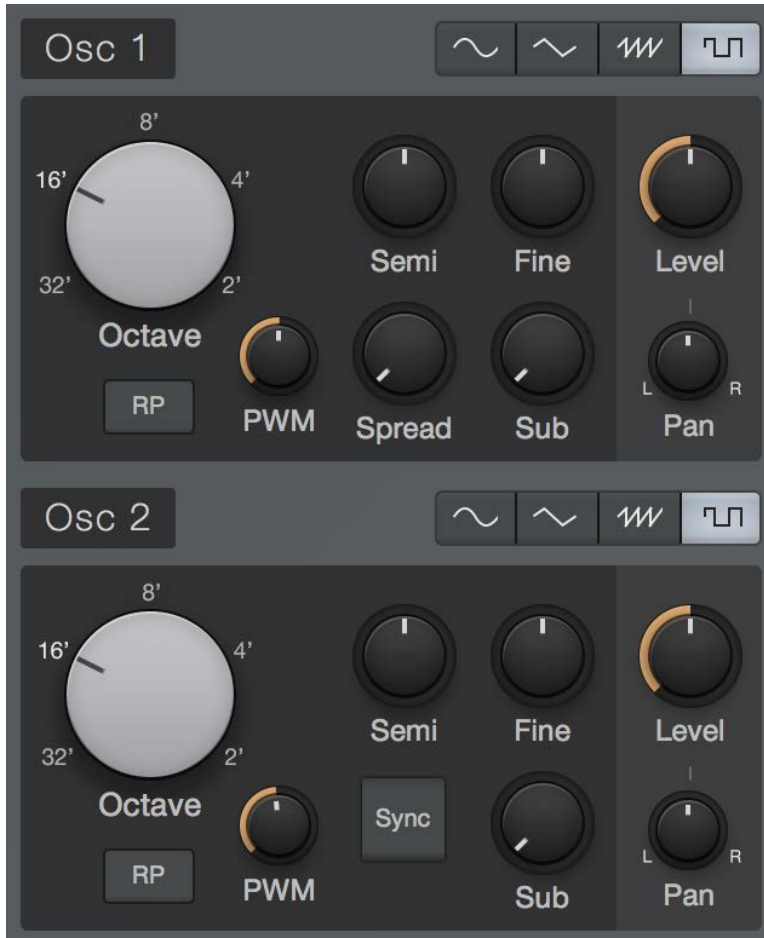 Osc 1
8’
16’
4’
32’
2’
Octave
Semi
Fine
Level
RP
PWM
Spread
Sub
L
R
Pan
Osc 2
8’
16’
4’
32’
2’
Octave
Semi
Fine
Level
RP
PWM
Sync
Sub
L
R
Pan